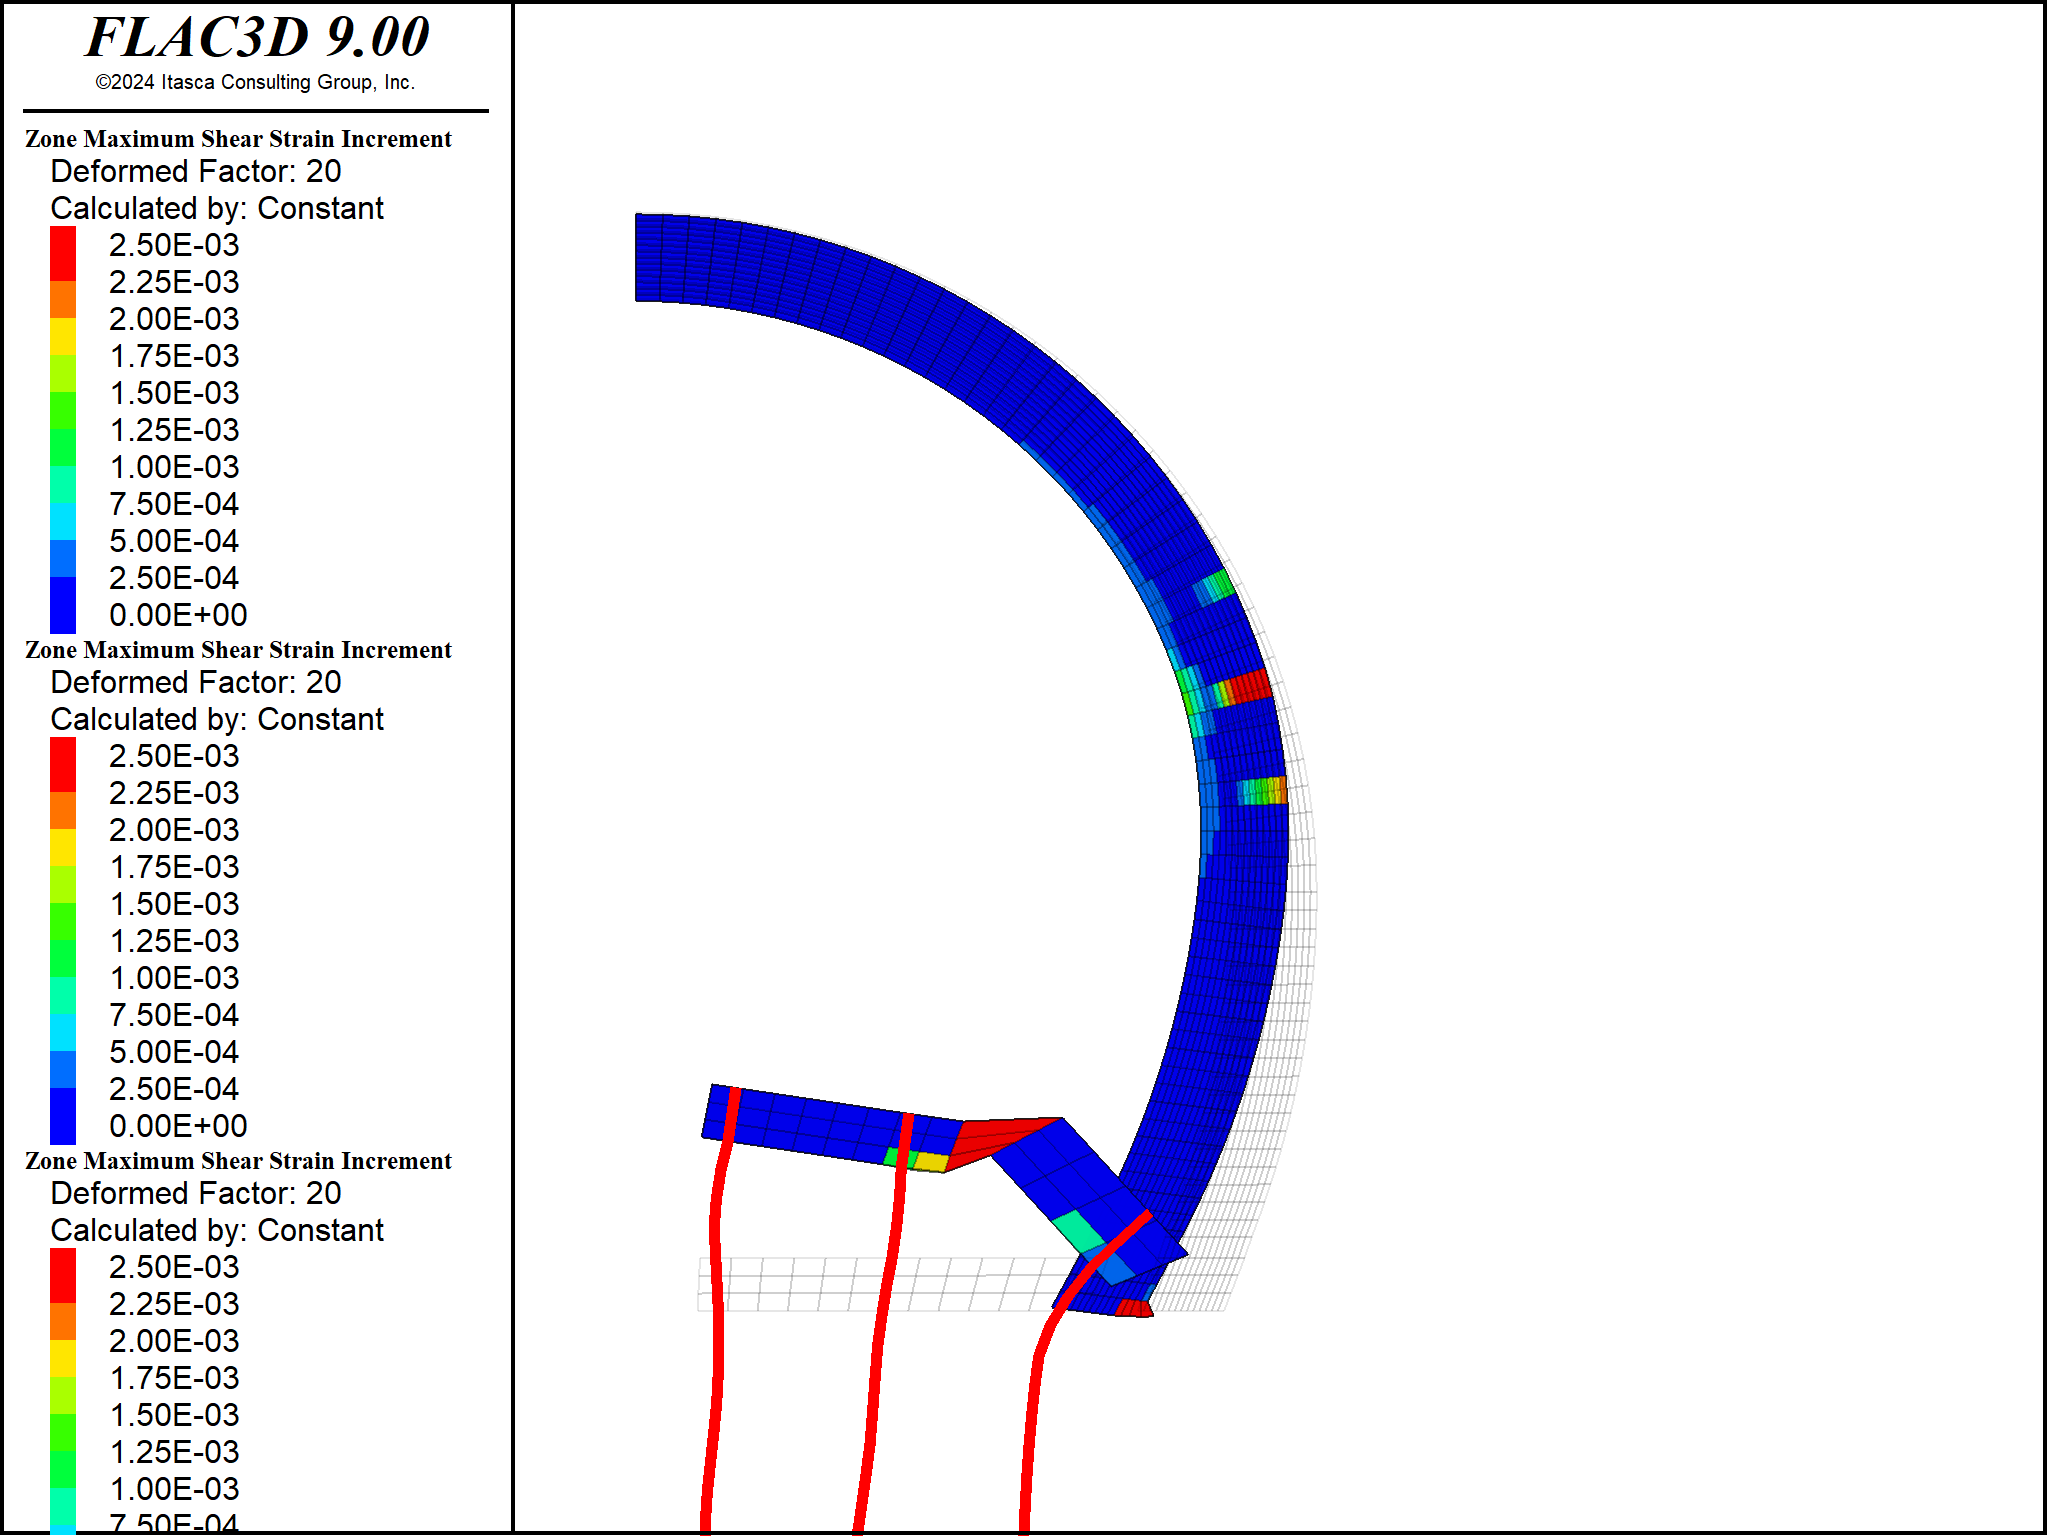 FLAC3D 9.00
©2024 Itasca Consulting Group, Inc.
Zone Maximum Shear Strain Increment
Deformed Factor: 20
Calculated by: Constant
2.50E-03
2.25E-03
2.00E-03
1.75E-03
1.50E-03
1.25E-03
1.00E-03
7.50E-04
5.00E-04
2.50E-04
0.00E+00
Zone Maximum Shear Strain Increment
Deformed Factor: 20
Calculated by: Constant
2.50E-03
2.25E-03
2.00E-03
1.75E-03
1.50E-03
1.25E-03
1.00E-03
7.50E-04
5.00E-04
2.50E-04
0.00E+00
Zone Maximum Shear Strain Increment
Deformed Factor: 20
Calculated by: Constant
2.50E-03
2.25E-03
2.00E-03
1.75E-03
1.50E-03
1.25E-03
1.00E-03
7.50E-04